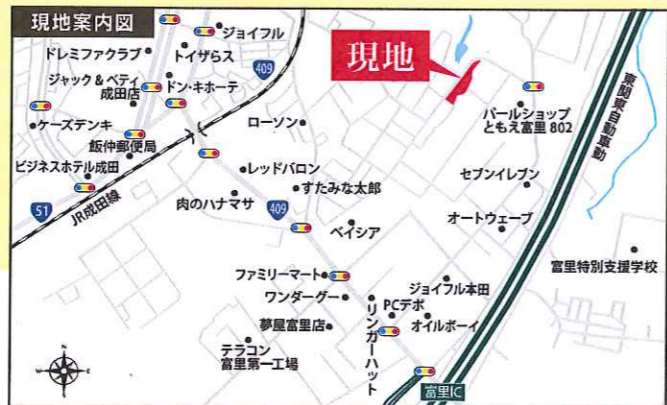 現地案内図
ジョイフル
ドレミファクラブ
トイザらス
409
現地
ジャック&ベティ
成田店
ドン・キホーテ
パールショップ
ともえ富里 802
東関東自動車動
ケーズデンキ
ローソン
飯仲郵便局
ビジネスホテル成田
レッドバロン
セブンイレブン
すたみな太郎
51
JR成田線
肉のハナマサ
409
ベイシア
オートウェーブ
富里特別支援学校
ファミリーマート
ジョイフル本田
ワンダーグー
PCデポ
リンガーハット
夢屋富里店
オイルボーイ
テラコン
富里第一工場
富里IC
N
W
E
S